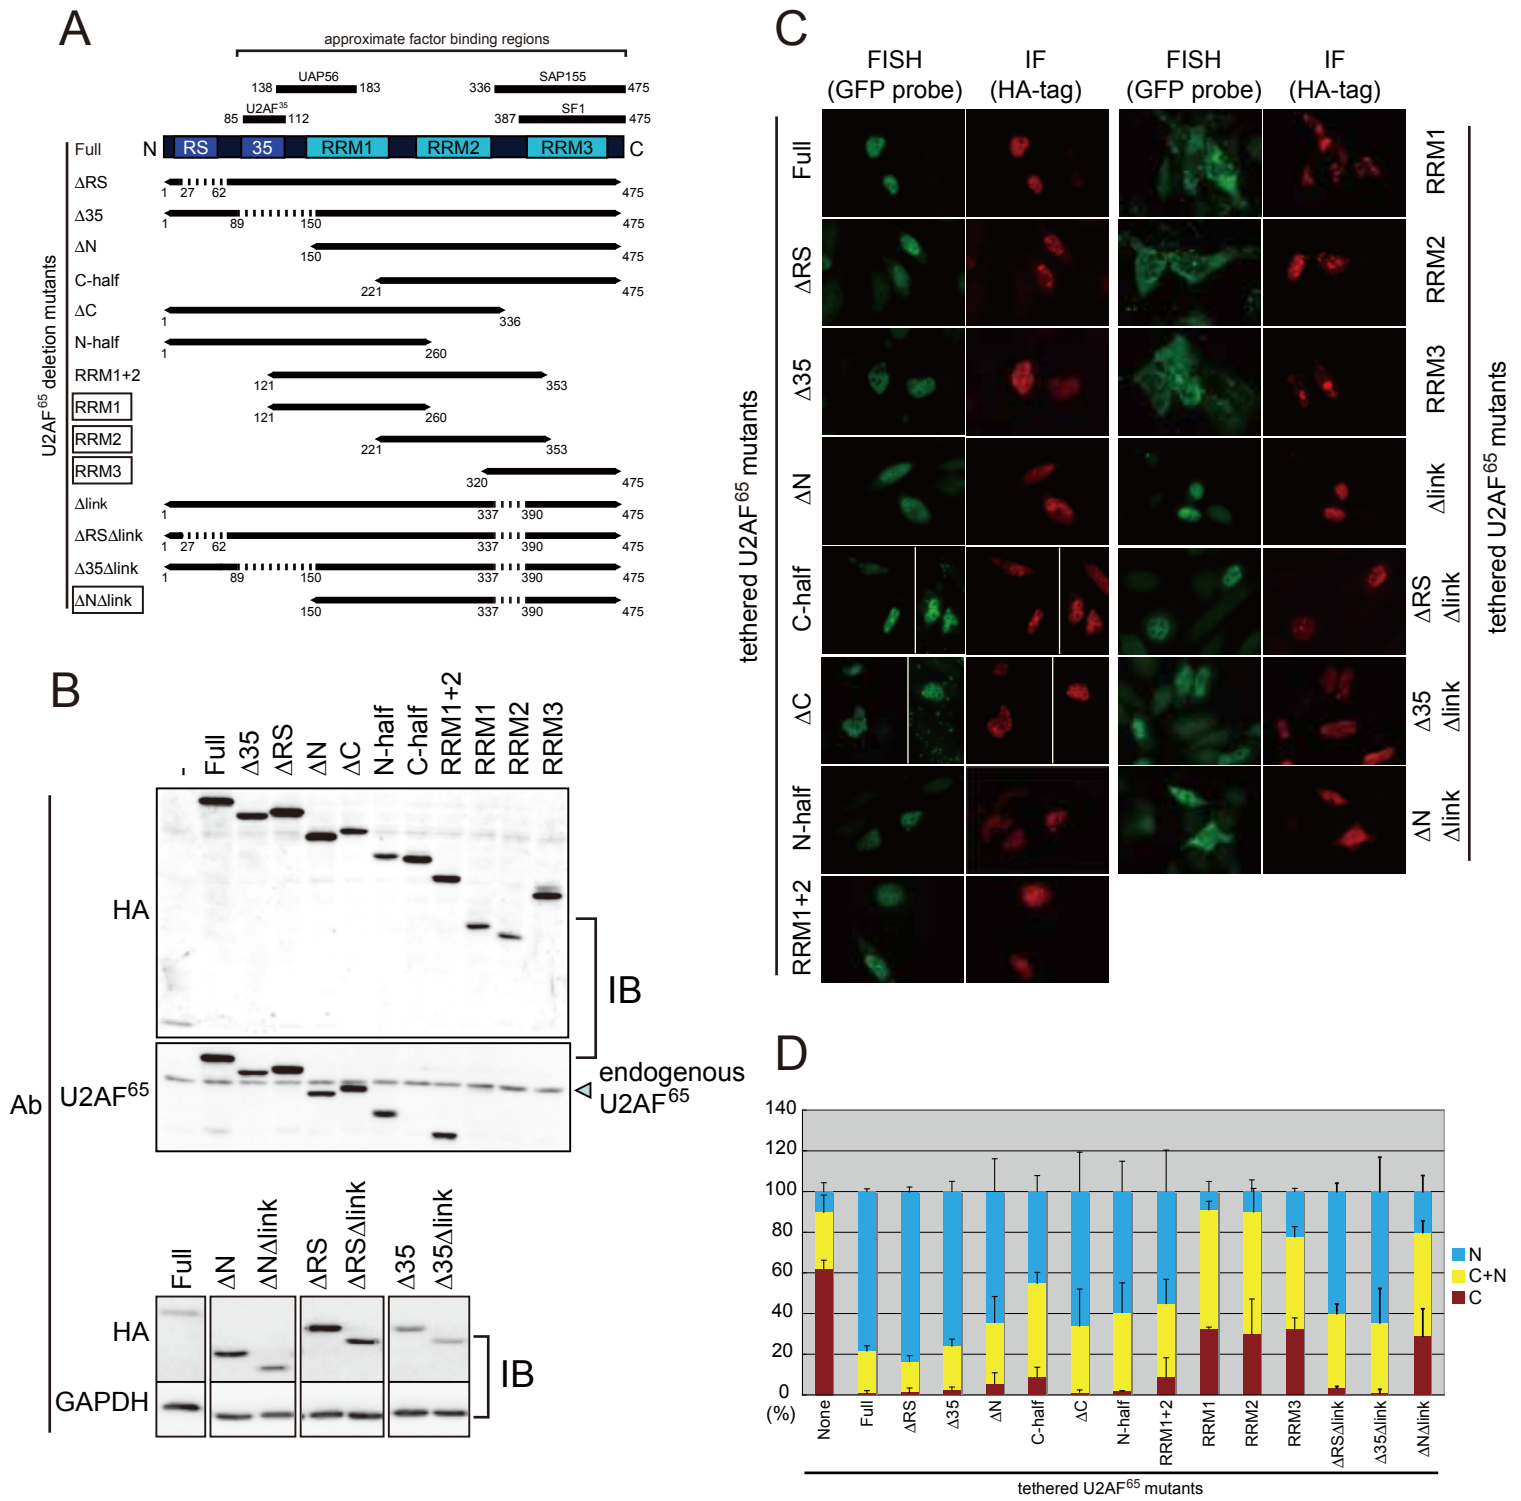 A
approximate factor binding regions
138 UAP56 183
336 SAP155 475
85 U2AF35 112
387 SF1 475
U2AF65 deletion mutants
Full N RS 35 RRM1 RRM2 RRM3 C
ΔRS
1 27 62 475
Δ35
1 89 150 475
ΔN
150 475
C-half
221 475
ΔC
1 336
N-half
1 260
RRM1+2
121 353
RRM1
121 260
RRM2
221 353
RRM3
320 475
Δlink
1 337 390 475
ΔRSΔlink
1 27 62 337 390 475
Δ35Δlink
1 89 150 337 390 475
ΔNΔlink
150 337 390 475
B
- Full Δ35 ΔRS ΔN ΔC N-half C-half RRM1+2 RRM1 RRM2 RRM3
HA
IB
Ab
U2AF65
endogenous
U2AF65
Full ΔN ΔNΔlink ΔRS ΔRSΔlink Δ35 Δ35Δlink
HA
GAPDH
IB
C
FISH
(GFP probe)
IF
(HA-tag)
FISH
(GFP probe)
IF
(HA-tag)
tethered U2AF65 mutants
Full
ΔRS
Δ35
ΔN
C-half
ΔC
N-half
RRM1+2
RRM1
RRM2
RRM3
Δlink
ΔRS
Δlink
Δ35
Δlink
ΔN
Δlink
tethered U2AF65 mutants
D
140
120
100
80
60
40
20
0
(%)
N
C+N
C
None Full ΔRS Δ35 ΔN C-half ΔC N-half RRM1+2 RRM1 RRM2 RRM3 ΔRSΔlink Δ35Δlink ΔNΔlink
tethered U2AF65 mutants